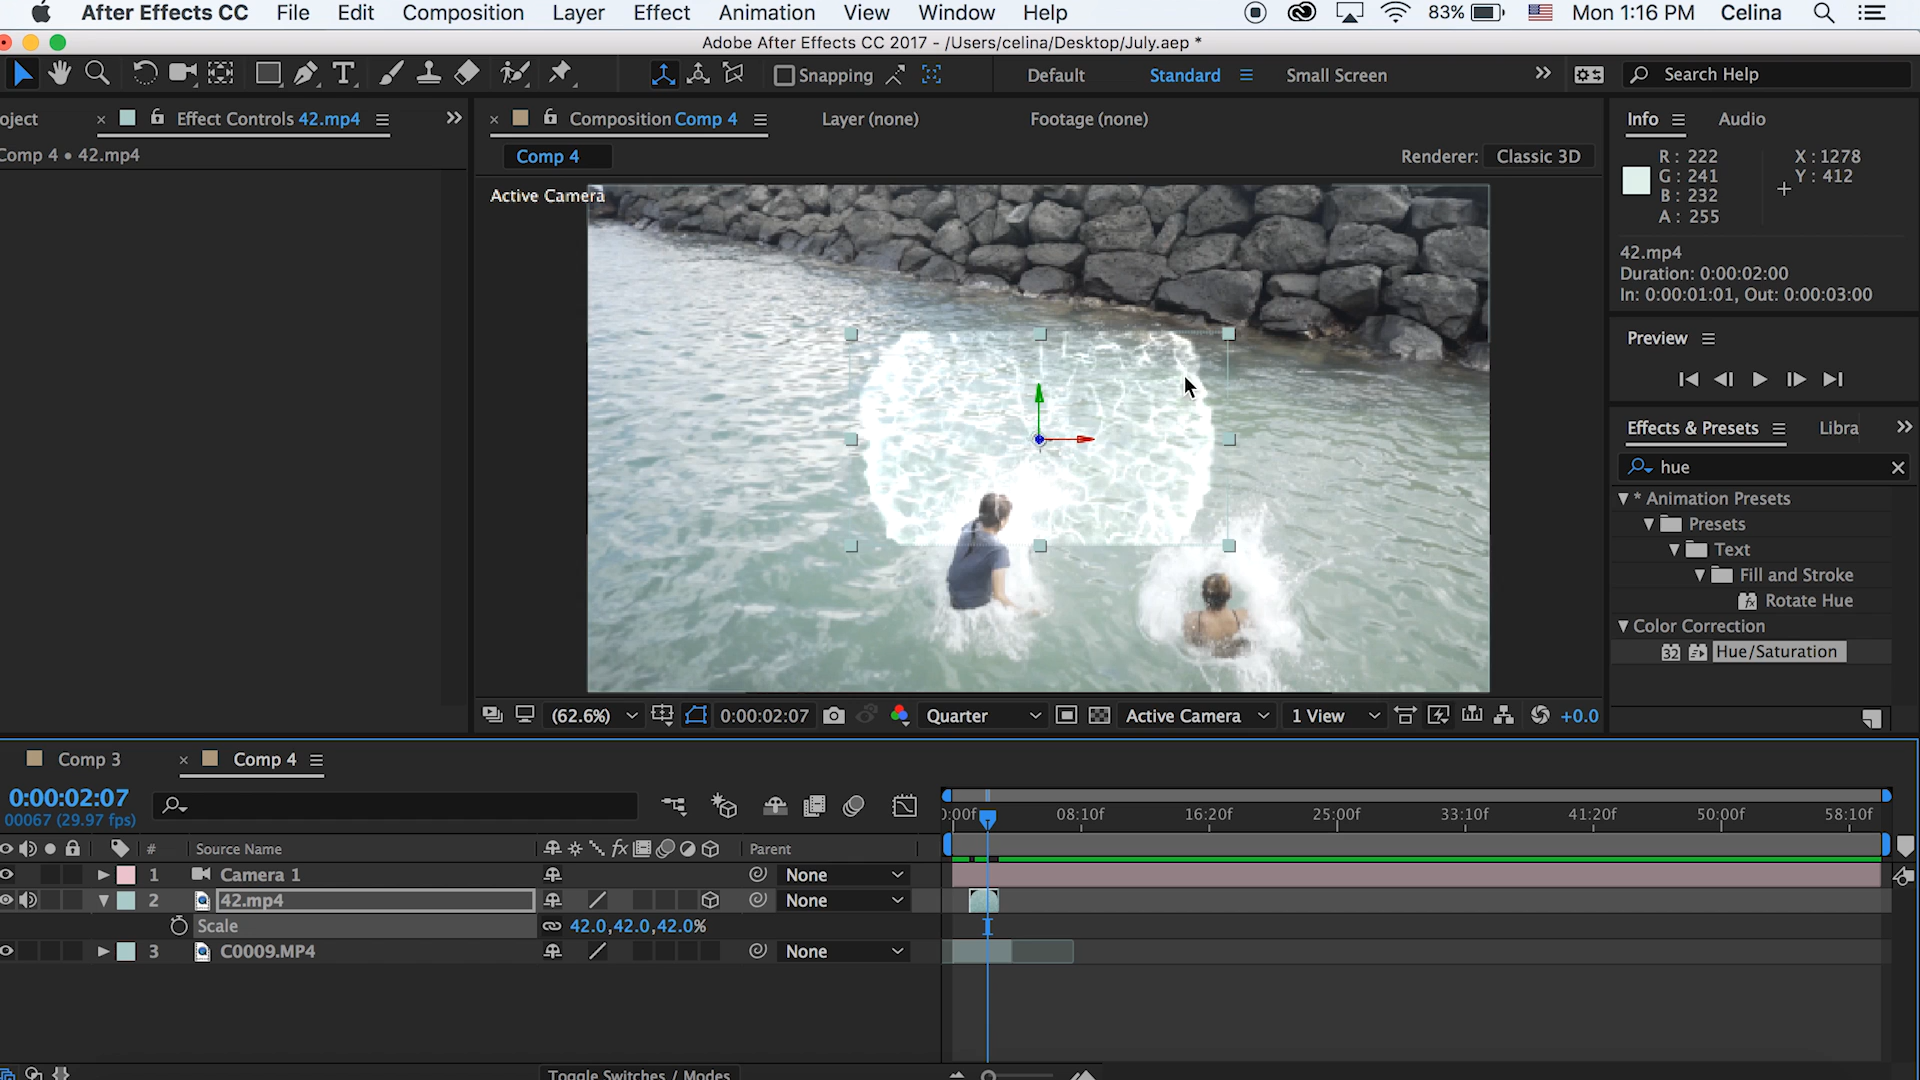 After Effects CC File Edit Composition Layer Effect Animation View Window Help 83% Mon 1:16 PM Celina
Adobe After Effects CC 2017 - /Users/celina/Desktop/July.aep *
T Snapping Default Standard Small Screen Search Help
oject Effect Controls 42.mp4
Composition Comp 4 Layer (none) Footage (none)
Info Audio
Comp 4 • 42.mp4
Comp 4 Renderer: Classic 3D
Active Camera
R: 222 X: 1278
G: 241 Y: 412
B: 232
A: 255
42.mp4
Duration: 0:00:02:00
In: 0:00:01:01, Out: 0:00:03:00
Preview
Effects & Presets Libra
hue
* Animation Presets
Presets
Text
Fill and Stroke
Rotate Hue
Color Correction
32 Hue/Saturation
(62.6%) 0:00:02:07 Quarter Active Camera 1 View +0.0
Comp 3 Comp 4
0:00:02:07
00067 (29.97 fps)
:00f 08:10f 16:20f 25:00f 33:10f 41:20f 50:00f 58:10f
# Source Name fx Parent
1 Camera 1 None
2 42.mp4 None
Scale 42.0,42.0,42.0%
3 C0009.MP4 None
Toggle Switches / Modes